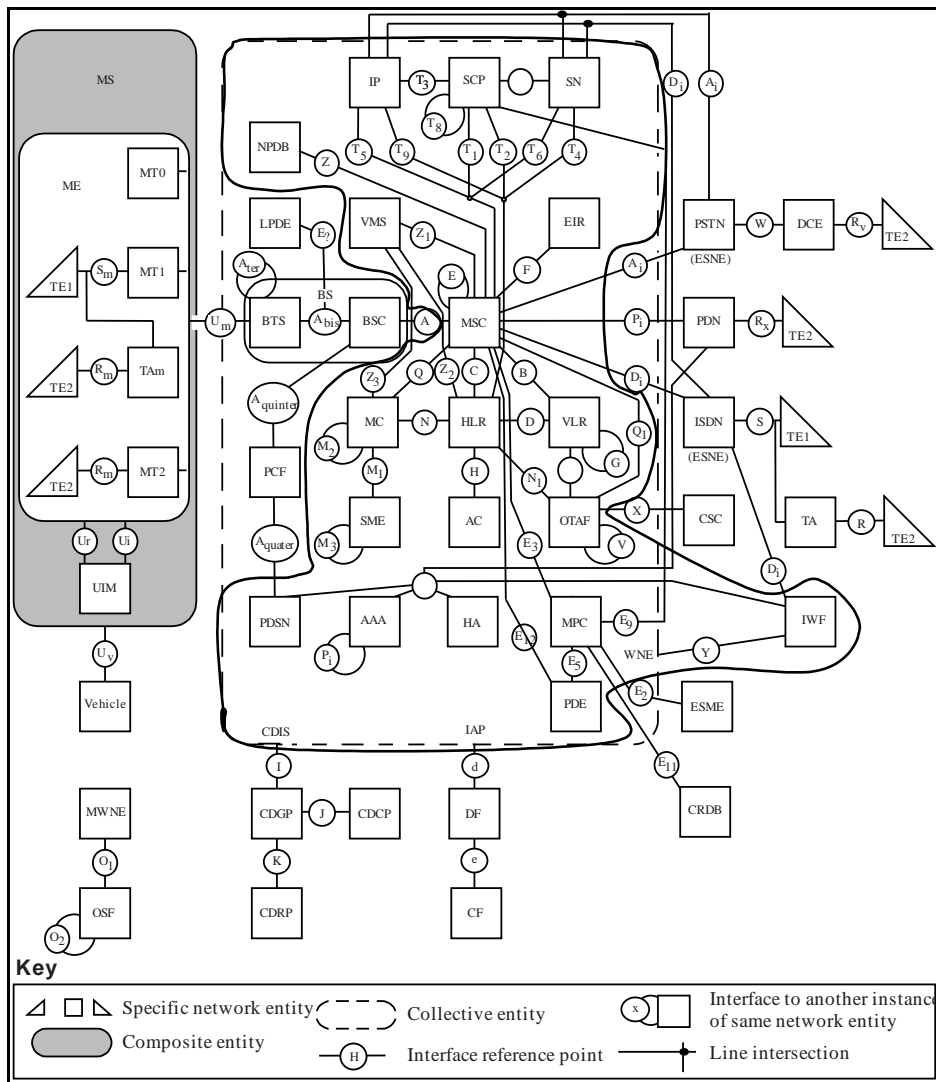 MS
IP
T3
SCP
SN
Di
Ai
T8
T5
T9
T1
T2
T6
T4
NPDB
Z
ME
MT0
LPDE
E?
VMS
Z1
EIR
PSTN
(ESNE)
W
DCE
Rv
TE2
TE1
Sm
MT1
Ater
E
F
Ai
Um
BTS
BS
Abis
BSC
A
MSC
Pi
PDN
Rx
TE2
TE2
Rm
TAm
Aquinter
Z3
Q
Z2
C
B
Di
MC
N
HLR
D
VLR
Q1
ISDN
(ESNE)
S
TE1
M2
G
TE2
Rm
MT2
PCF
M1
H
N1
SME
M3
AC
OTAF
V
X
CSC
TA
R
TE2
Ur
Ui
Aquater
E3
Di
UIM
PDSN
AAA
HA
MPC
E9
IWF
Pi
E12
E5
WNE
Y
Uv
Vehicle
PDE
E2
ESME
CDIS
IAP
I
d
E11
MWNE
CDGP
J
CDCP
DF
CRDB
O1
K
e
OSF
O2
CDRP
CF
Key
Specific network entity
Collective entity
x
Interface to another instance
of same network entity
Composite entity
H
Interface reference point
Line intersection